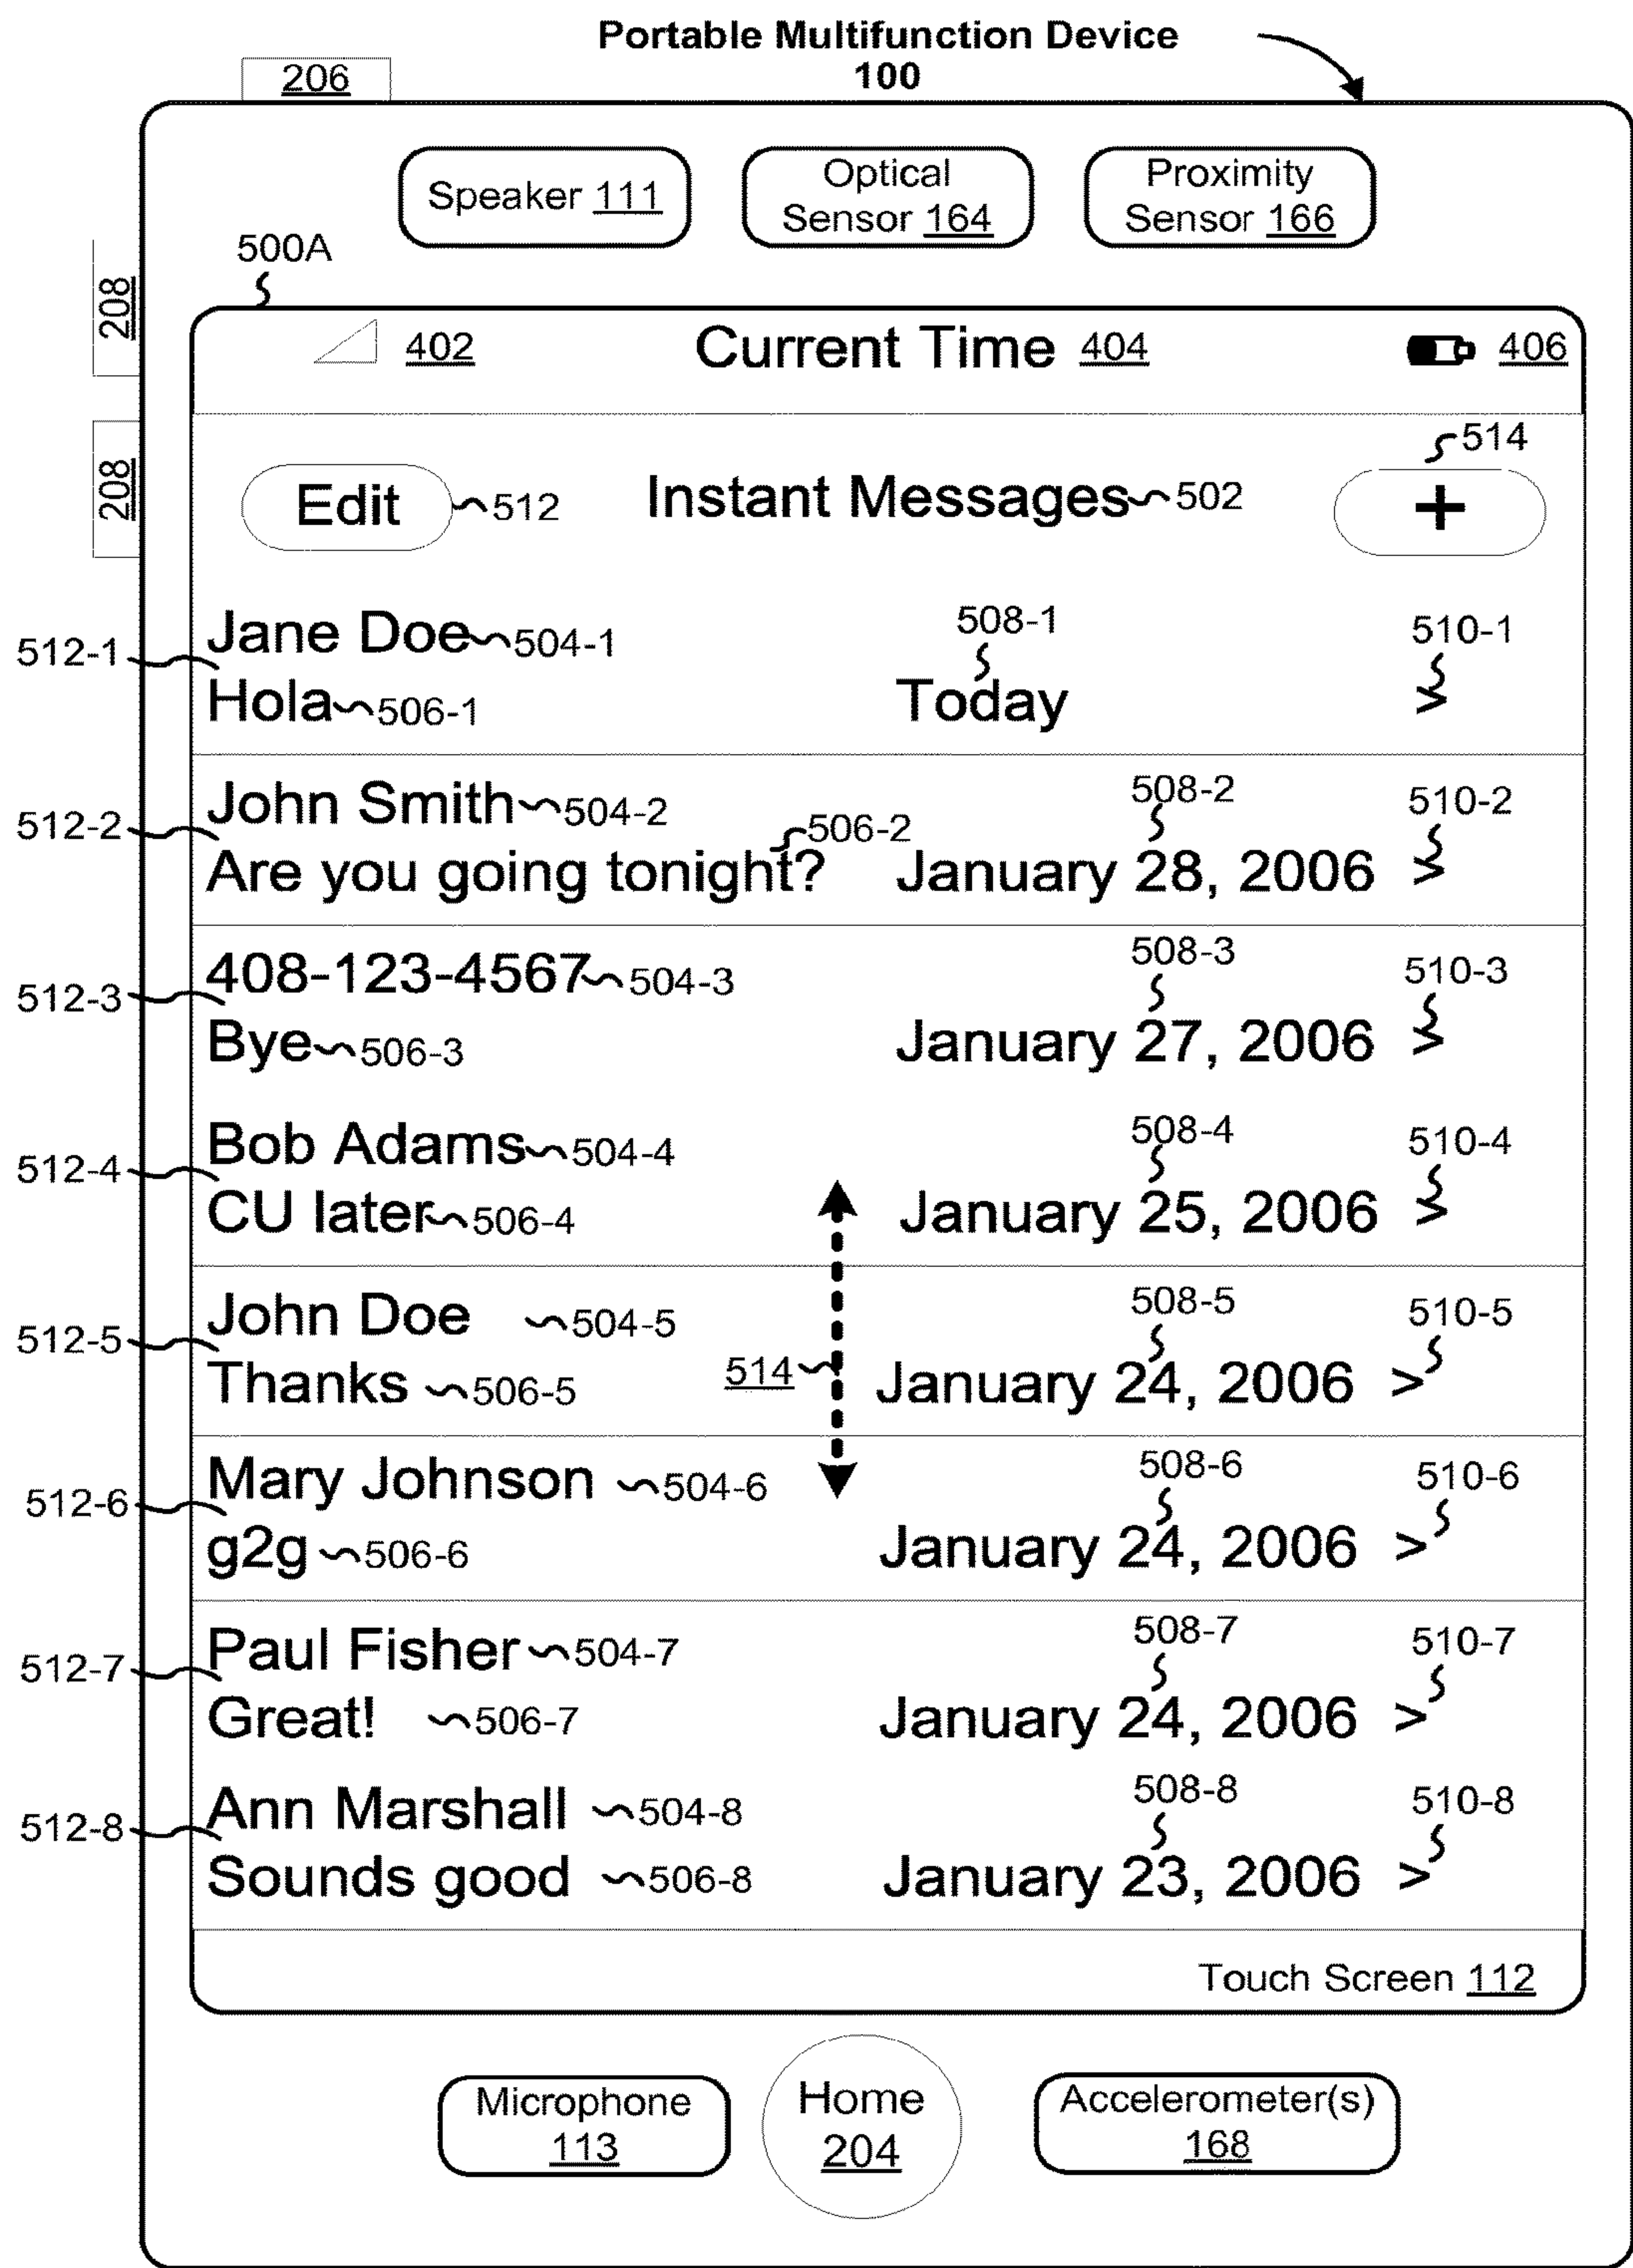 Portable Multifunction Device
100
206
Speaker 111
Optical
Sensor 164
Proximity
Sensor 166
500A
208
402
Current Time 404
406
208
514
Edit
512
Instant Messages
502
+
512-1
Jane Doe
504-1
508-1
510-1
Hola
506-1
Today
>
512-2
John Smith
504-2
508-2
510-2
506-2
Are you going tonight?
January 28, 2006
>
512-3
408-123-4567
504-3
508-3
510-3
Bye
506-3
January 27, 2006
>
512-4
Bob Adams
504-4
508-4
510-4
CU later
506-4
January 25, 2006
>
512-5
John Doe
504-5
508-5
510-5
Thanks
506-5
514
January 24, 2006
>
512-6
Mary Johnson
504-6
508-6
510-6
g2g
506-6
January 24, 2006
>
512-7
Paul Fisher
504-7
508-7
510-7
Great!
506-7
January 24, 2006
>
512-8
Ann Marshall
504-8
508-8
510-8
Sounds good
506-8
January 23, 2006
>
Touch Screen 112
Microphone
113
Home
204
Accelerometer(s)
168